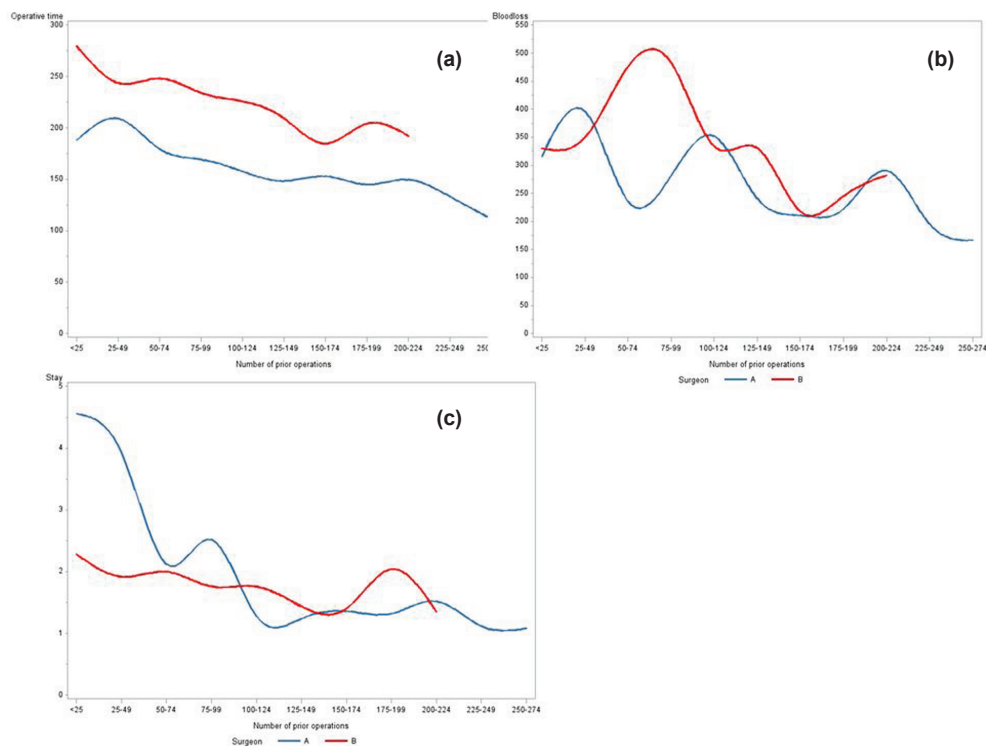 Operative time
(a)
300
250
200
150
100
50
0
<25 25-49 50-74 75-99 100-124 125-149 150-174 175-199 200-224 225-249 250
Number of prior operations
Bloodloss
(b)
550
500
450
400
350
300
250
200
150
100
50
0
<25 25-49 50-74 75-99 100-124 125-149 150-174 175-199 200-224 225-249 250-274
Number of prior operations
Surgeon A B
Stay
(c)
5
4
3
2
1
0
<25 25-49 50-74 75-99 100-124 125-149 150-174 175-199 200-224 225-249 250-274
Number of prior operations
Surgeon A B